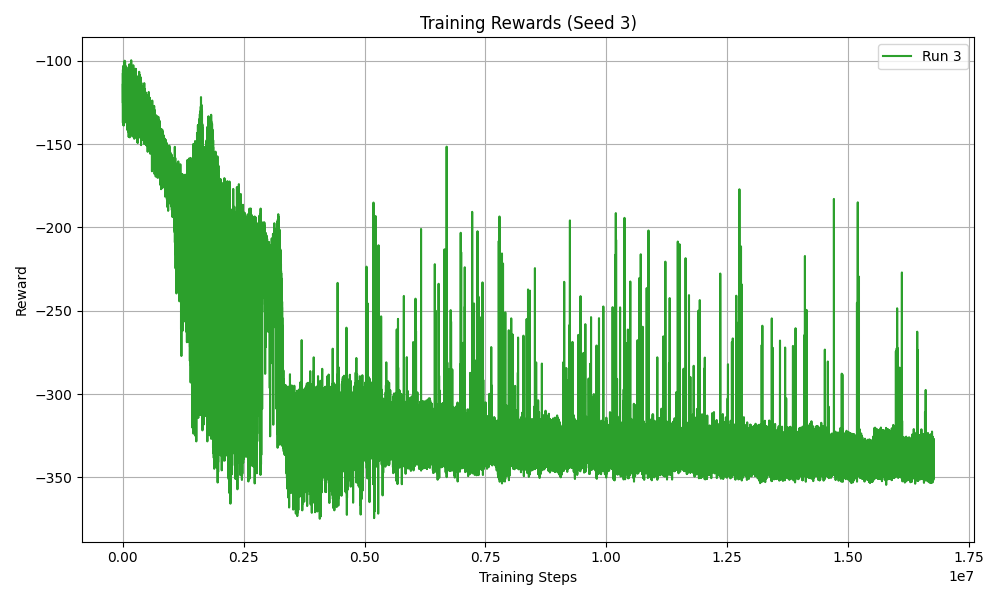 Training Rewards (Seed 3)
Run 3
−100
−150
−200
−250
−300
−350
Reward
0.00 0.25 0.50 0.75 1.00 1.25 1.50 1.75
1e7
Training Steps